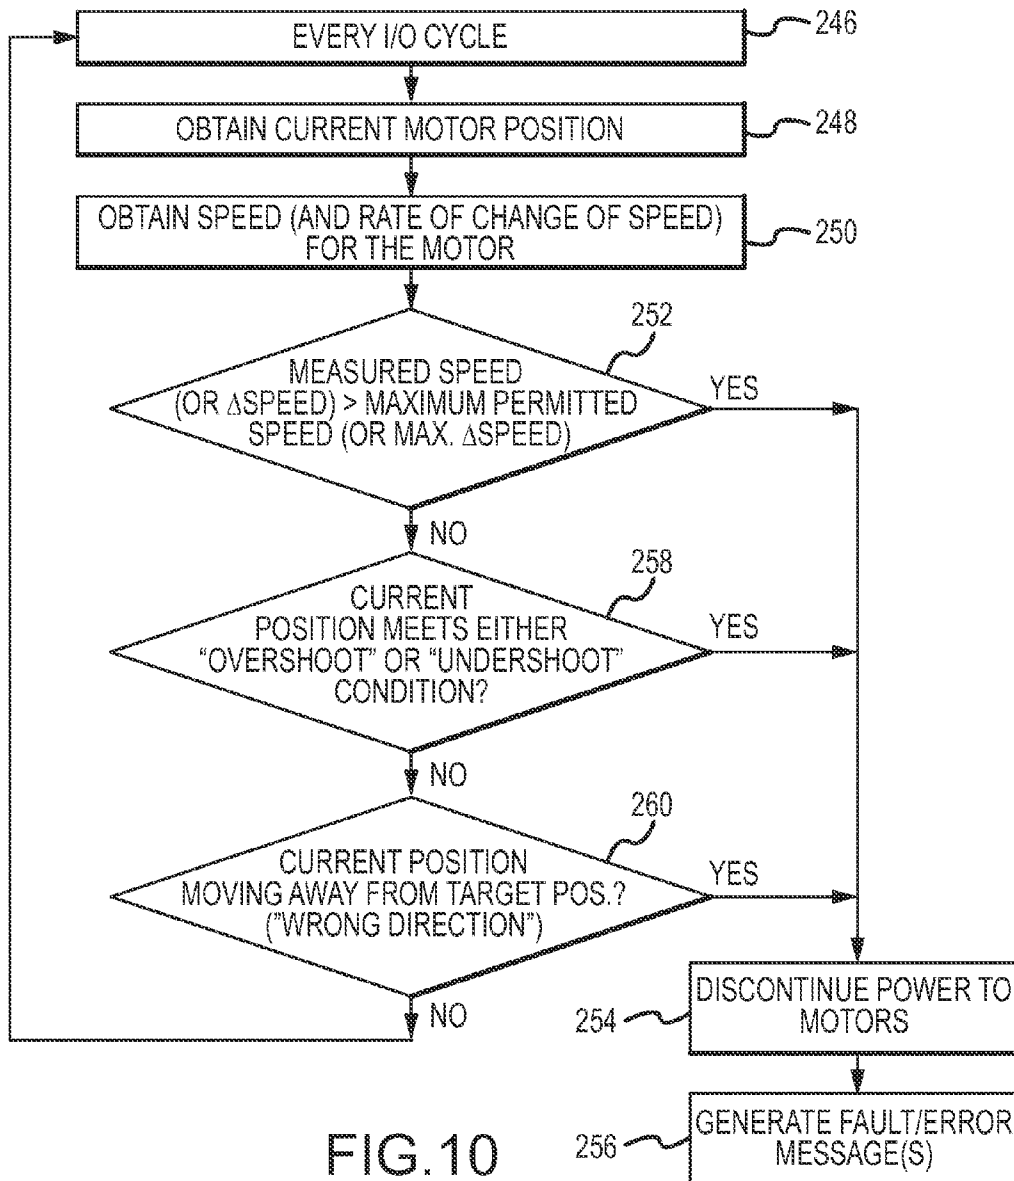 EVERY I/O CYCLE
246
OBTAIN CURRENT MOTOR POSITION
248
OBTAIN SPEED (AND RATE OF CHANGE OF SPEED)
FOR THE MOTOR
250
252
MEASURED SPEED
(OR ΔSPEED) > MAXIMUM PERMITTED
SPEED (OR MAX. ΔSPEED)
YES
NO
258
CURRENT
POSITION MEETS EITHER
“OVERSHOOT” OR “UNDERSHOOT”
CONDITION?
YES
NO
260
CURRENT POSITION
MOVING AWAY FROM TARGET POS.?
("WRONG DIRECTION")
YES
NO
254
DISCONTINUE POWER TO
MOTORS
256
GENERATE FAULT/ERROR
MESSAGE(S)
FIG.10